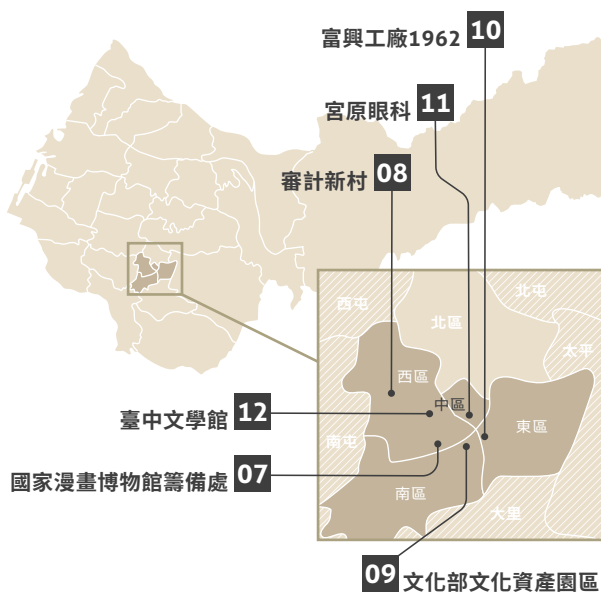 富興工廠1962 10
宮原眼科 11
審計新村 08
北屯
西屯
北區
太平
西區
中區
臺中文學館 12
東區
南屯
國家漫畫博物館籌備處 07
南區
大里
09 文化部文化資產園區